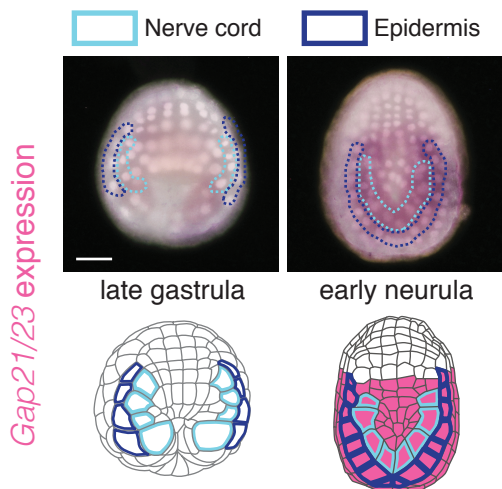 Nerve cord
Epidermis
Gap21/23 expression
late gastrula
early neurula